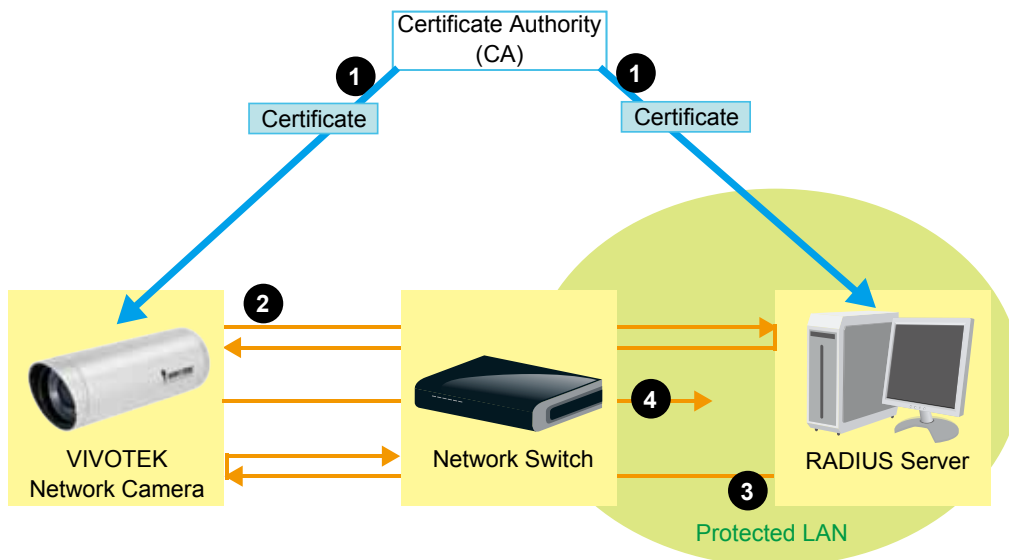 Certificate Authority
(CA)
1
1
Certificate
Certificate
2
4
VIVOTEK
Network Camera
Network Switch
RADIUS Server
3
Protected LAN